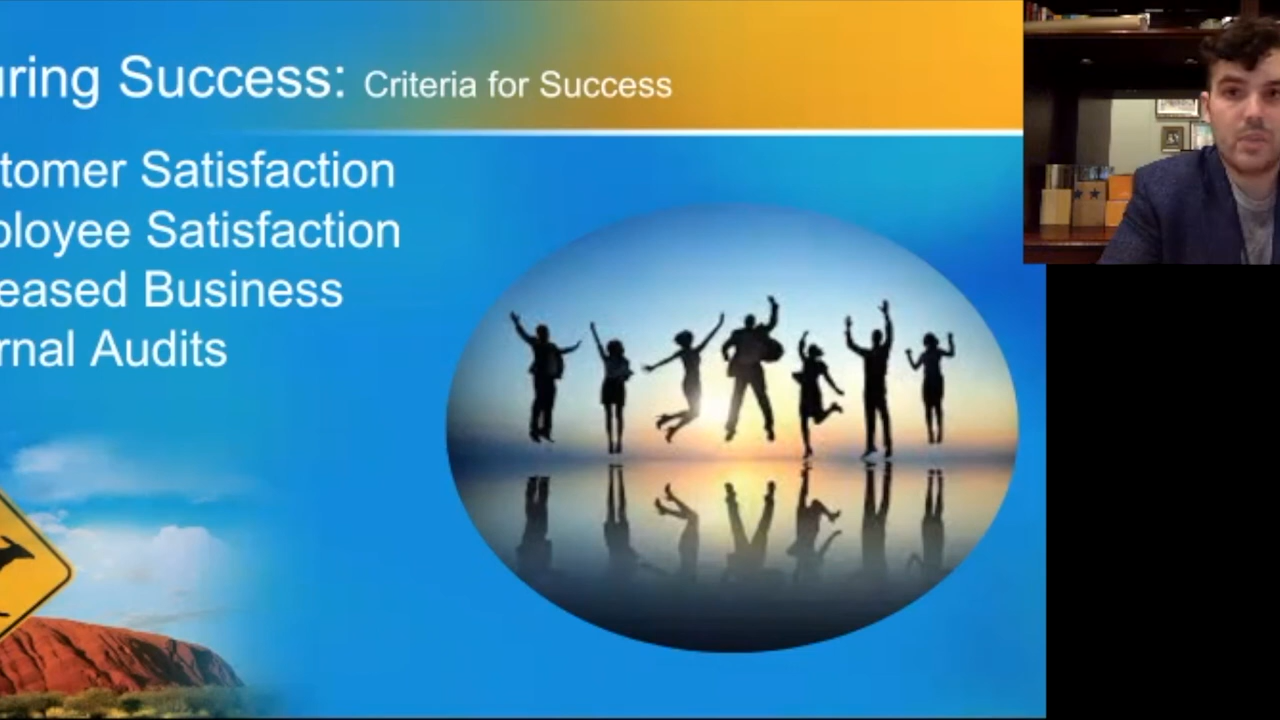 uring Success: Criteria for Success
tomer Satisfaction
ployee Satisfaction
eased Business
rnal Audits